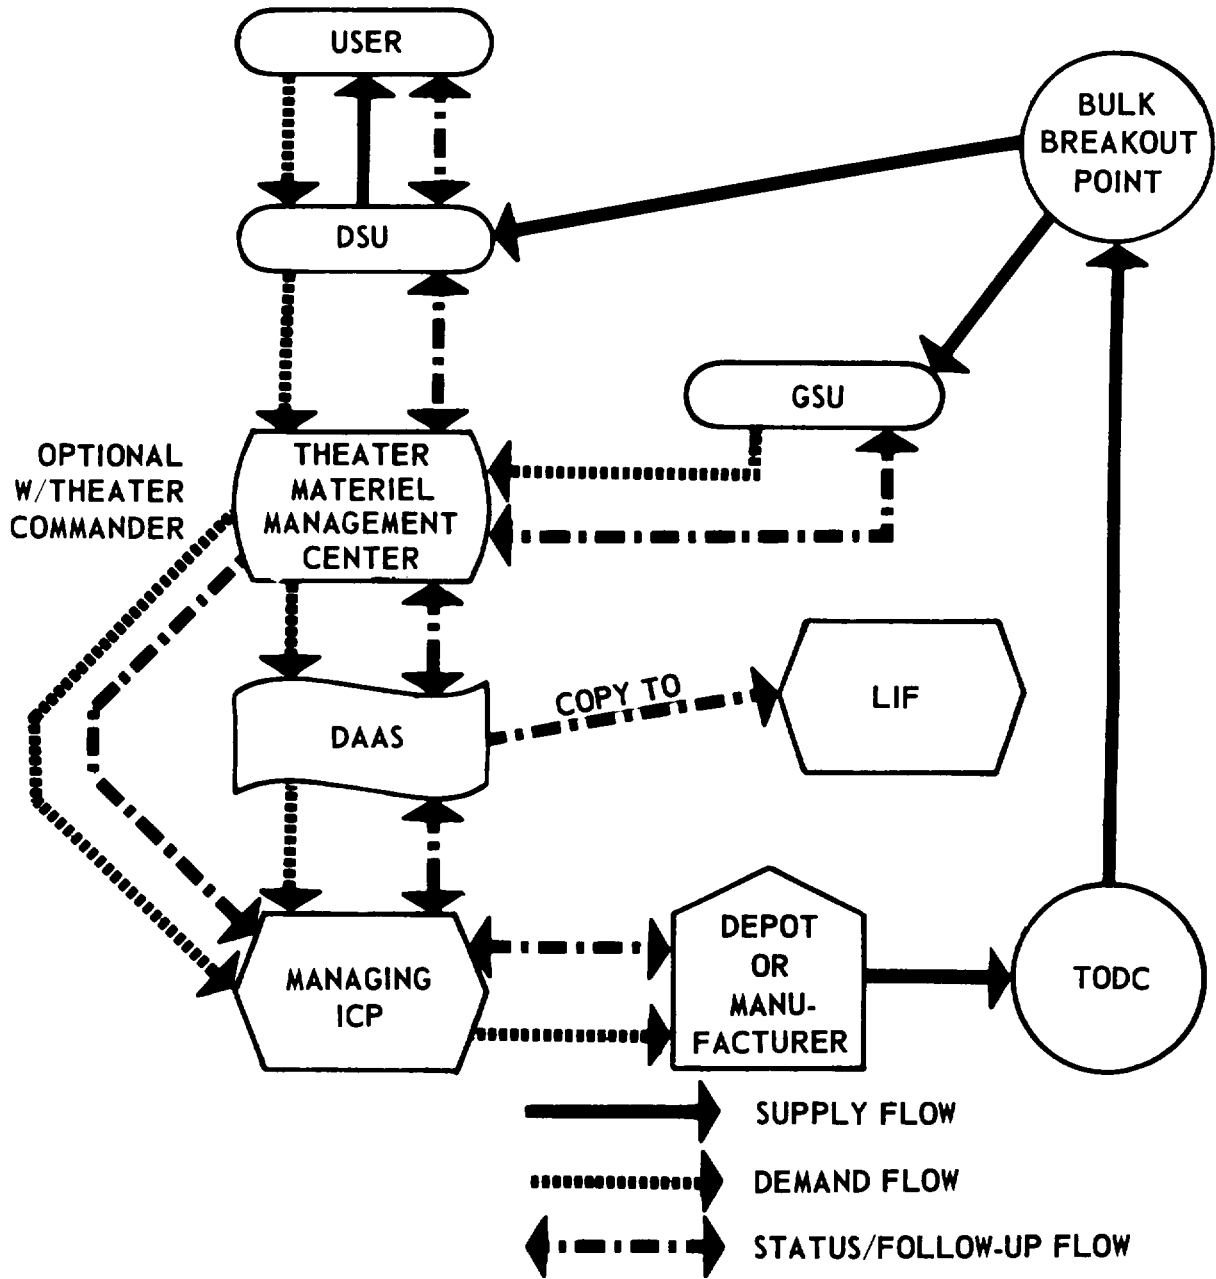 USER
BULK
BREAKOUT
POINT
DSU
GSU
OPTIONAL
W/THEATER
COMMANDER
THEATER
MATERIEL
MANAGEMENT
CENTER
COPY TO
LIF
DAAS
MANAGING
ICP
DEPOT
OR
MANU-
FACTURER
TODC
SUPPLY FLOW
DEMAND FLOW
STATUS/FOLLOW-UP FLOW